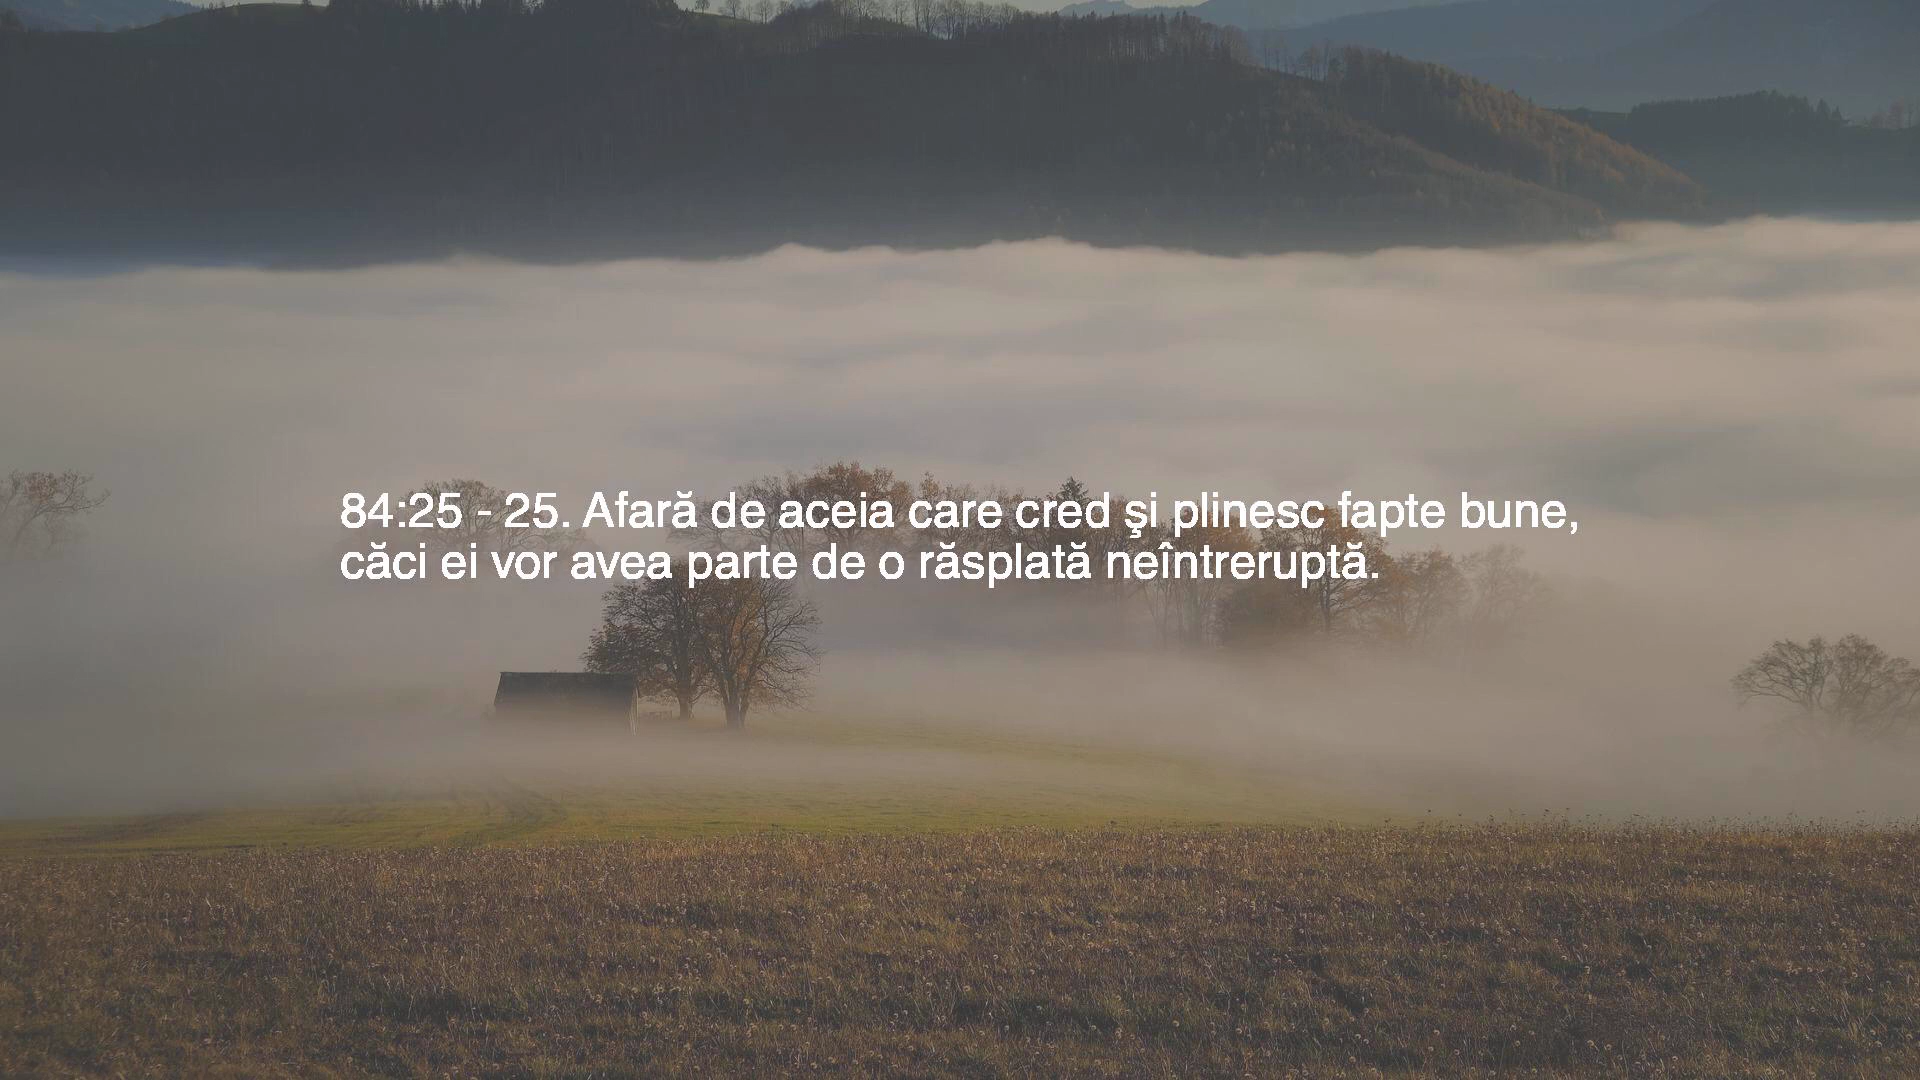 84:25 - 25. Afară de aceia care cred şi plinesc fapte bune,
căci ei vor avea parte de o răsplată neîntreruptă.